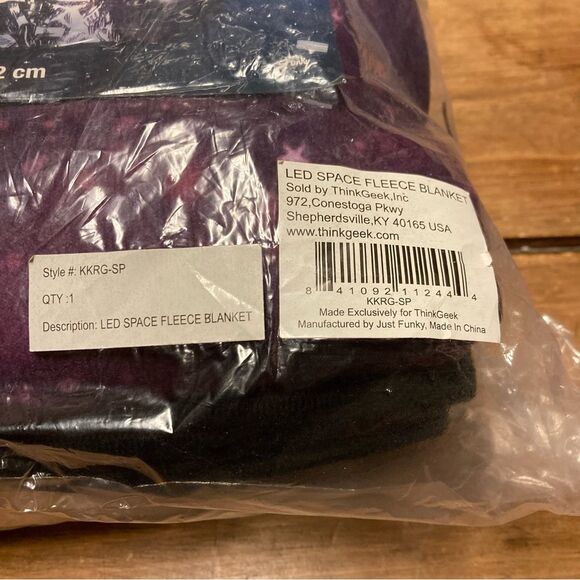 2 cm
LED SPACE FLEECE BLANKET
Sold by ThinkGeek,Inc
972,Conestoga Pkwy
Shepherdsville,KY 40165 USA
www.thinkgeek.com
8 41092 11244 4
KKRG-SP
Made Exclusively for ThinkGeek
Manufactured by Just Funky, Made In China
Style #: KKRG-SP
QTY :1
Description: LED SPACE FLEECE BLANKET